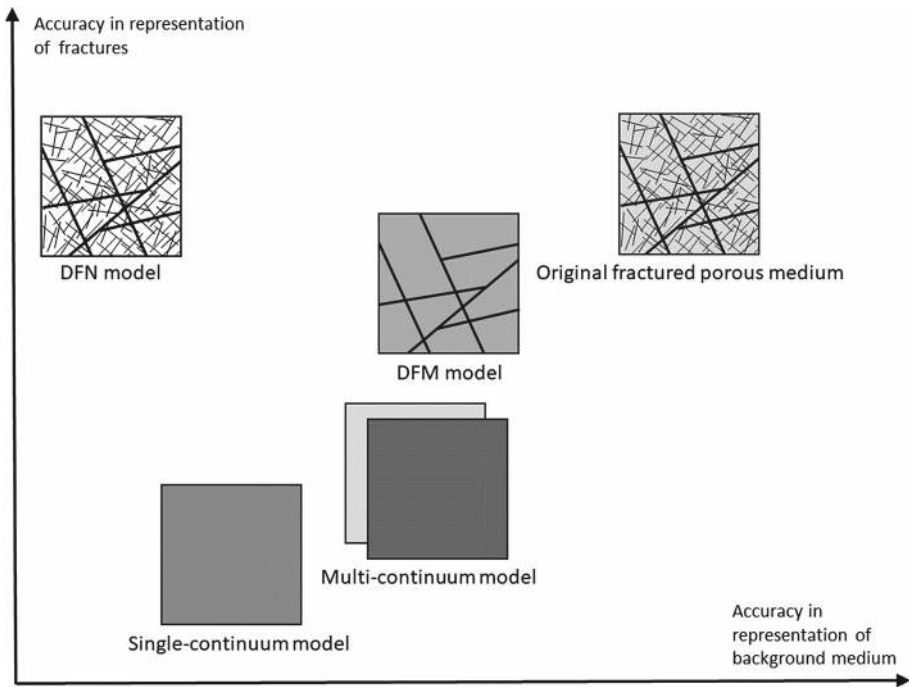 Accuracy in representation
of fractures
DFN model
Original fractured porous medium
DFM model
Multi-continuum model
Single-continuum model
Accuracy in
representation of
background medium